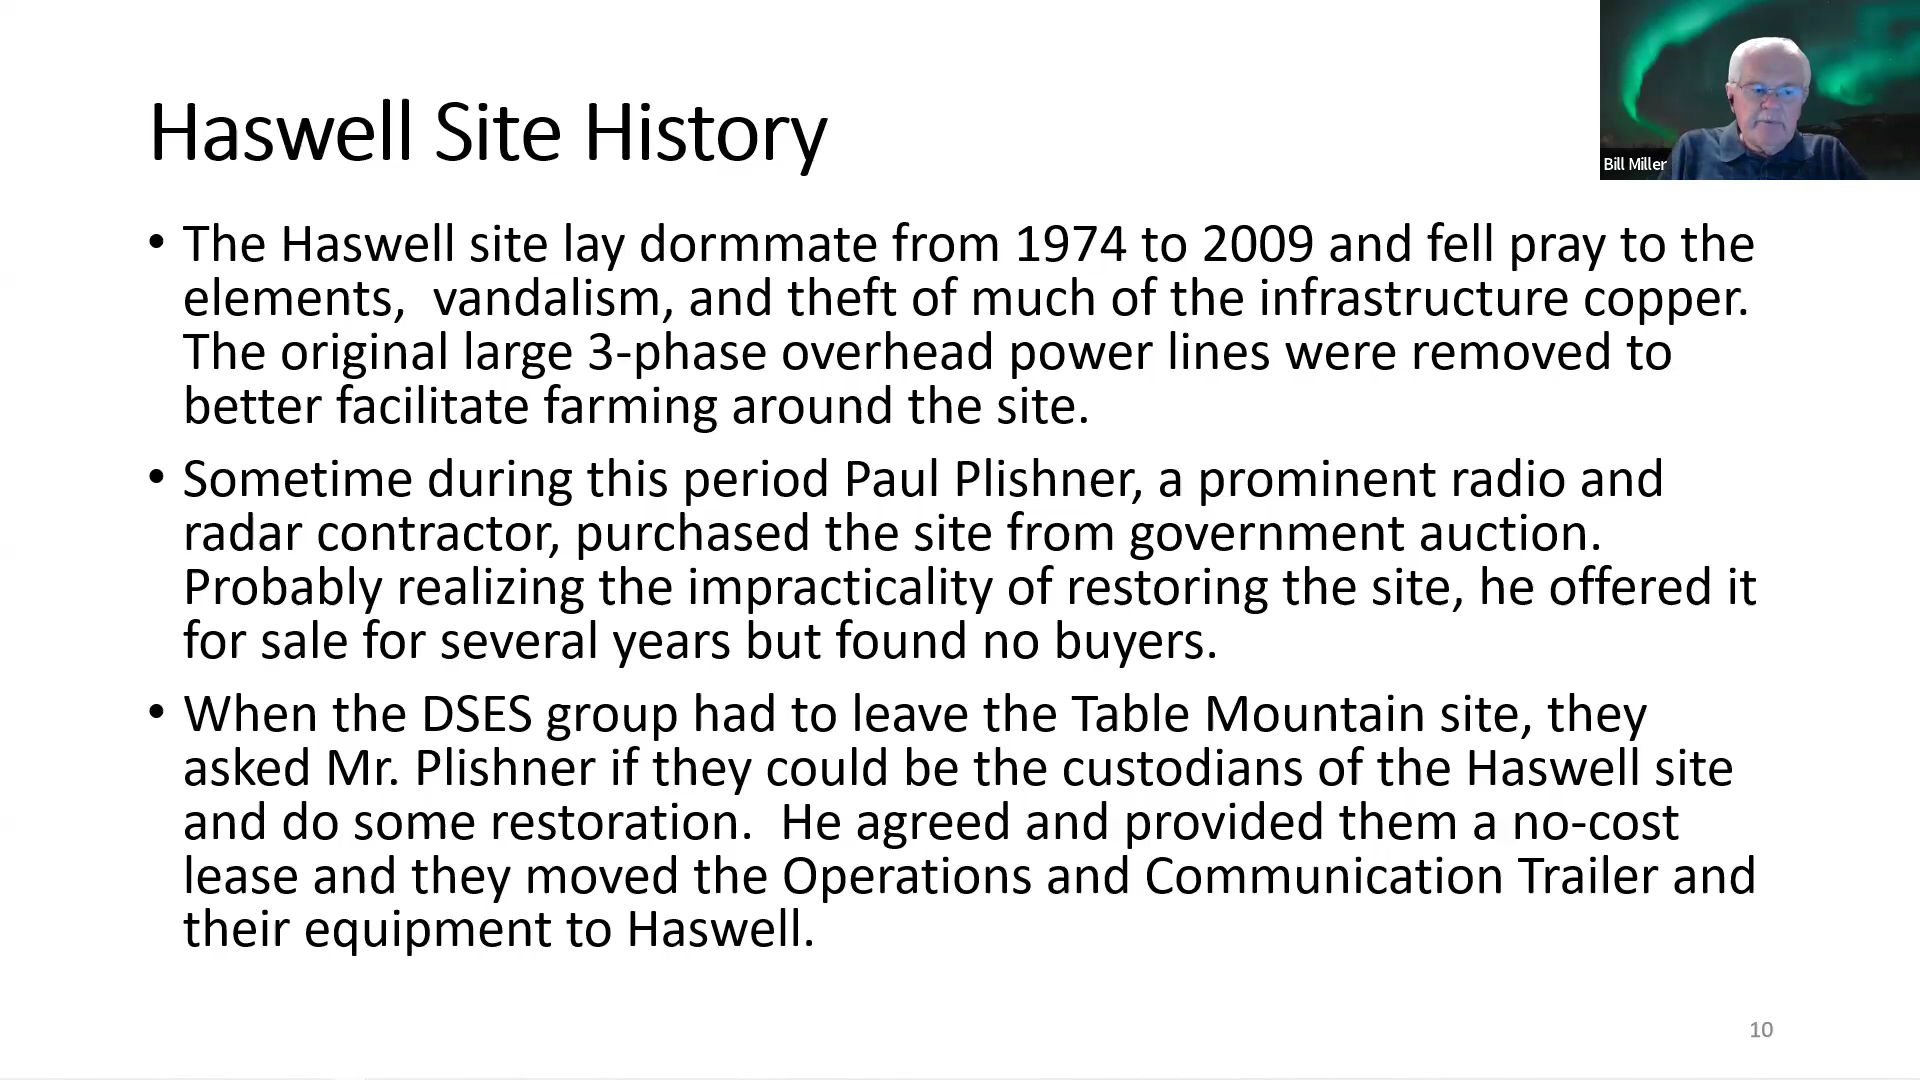 Haswell Site History
Bill Miller
• The Haswell site lay dormmate from 1974 to 2009 and fell pray to the
elements,  vandalism, and theft of much of the infrastructure copper.
The original large 3-phase overhead power lines were removed to
better facilitate farming around the site.
• Sometime during this period Paul Plishner, a prominent radio and
radar contractor, purchased the site from government auction.
Probably realizing the impracticality of restoring the site, he offered it
for sale for several years but found no buyers.
• When the DSES group had to leave the Table Mountain site, they
asked Mr. Plishner if they could be the custodians of the Haswell site
and do some restoration.  He agreed and provided them a no-cost
lease and they moved the Operations and Communication Trailer and
their equipment to Haswell.
10